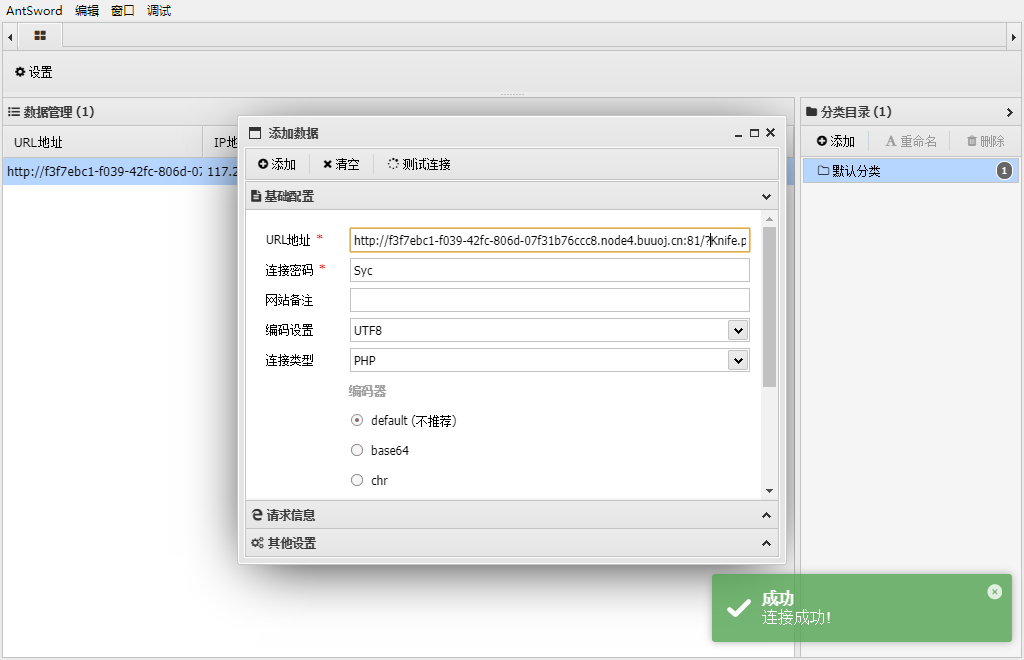 AntSword 编辑 窗口 调试
设置
数据管理 (1)
分类目录 (1)
URL地址 IP地
添加 重命名 删除
http://f3f7ebc1-f039-42fc-806d-07 117.2
默认分类 1
添加数据
添加 清空 测试连接
基础配置
URL地址 * http://f3f7ebc1-f039-42fc-806d-07f31b76ccc8.node4.buuoj.cn:81/?Knife.p
连接密码 * Syc
网站备注
编码设置 UTF8
连接类型 PHP
编码器
default (不推荐)
base64
chr
请求信息
其他设置
成功
连接成功!